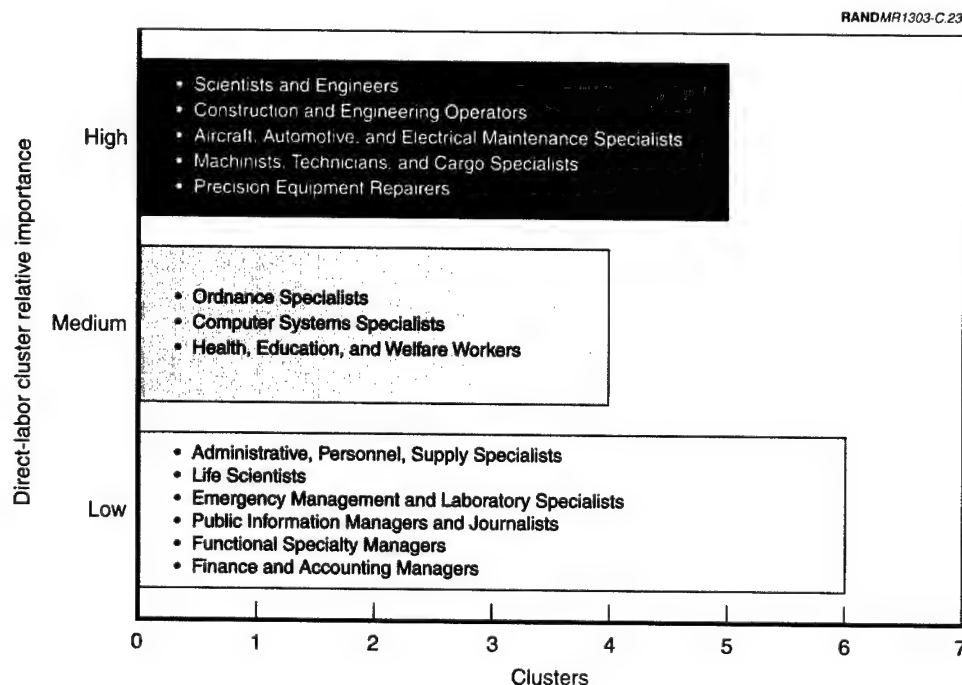 RANDMR1303-C.23
Direct-labor cluster relative importance
High
• Scientists and Engineers
• Construction and Engineering Operators
• Aircraft, Automotive, and Electrical Maintenance Specialists
• Machinists, Technicians, and Cargo Specialists
• Precision Equipment Repairers
Medium
• Ordnance Specialists
• Computer Systems Specialists
• Health, Education, and Welfare Workers
Low
• Administrative, Personnel, Supply Specialists
• Life Scientists
• Emergency Management and Laboratory Specialists
• Public Information Managers and Journalists
• Functional Specialty Managers
• Finance and Accounting Managers
0 1 2 3 4 5 6 7
Clusters